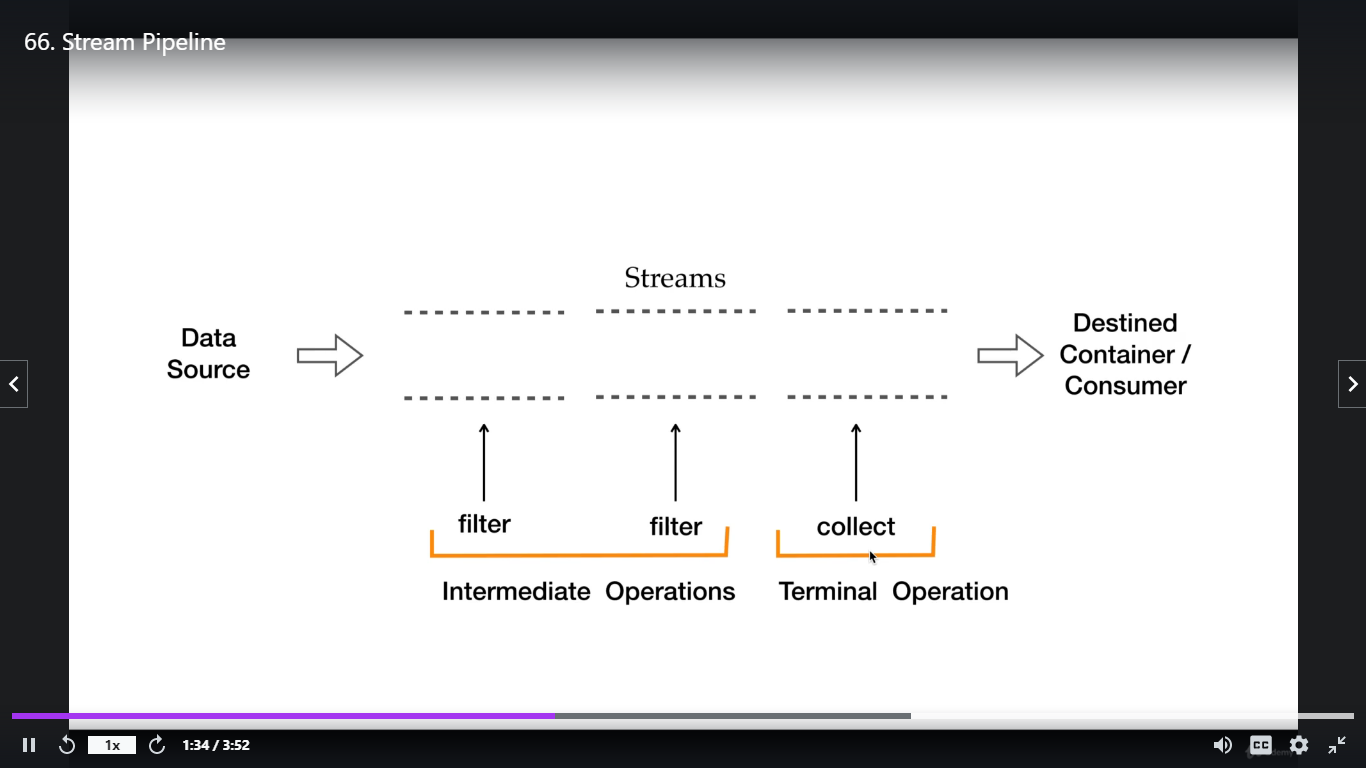 66. Stream Pipeline
Streams
Data
Source
Destined
Container /
Consumer
filter
filter
collect
Intermediate Operations
Terminal Operation
1x
1:34 / 3:52
CC